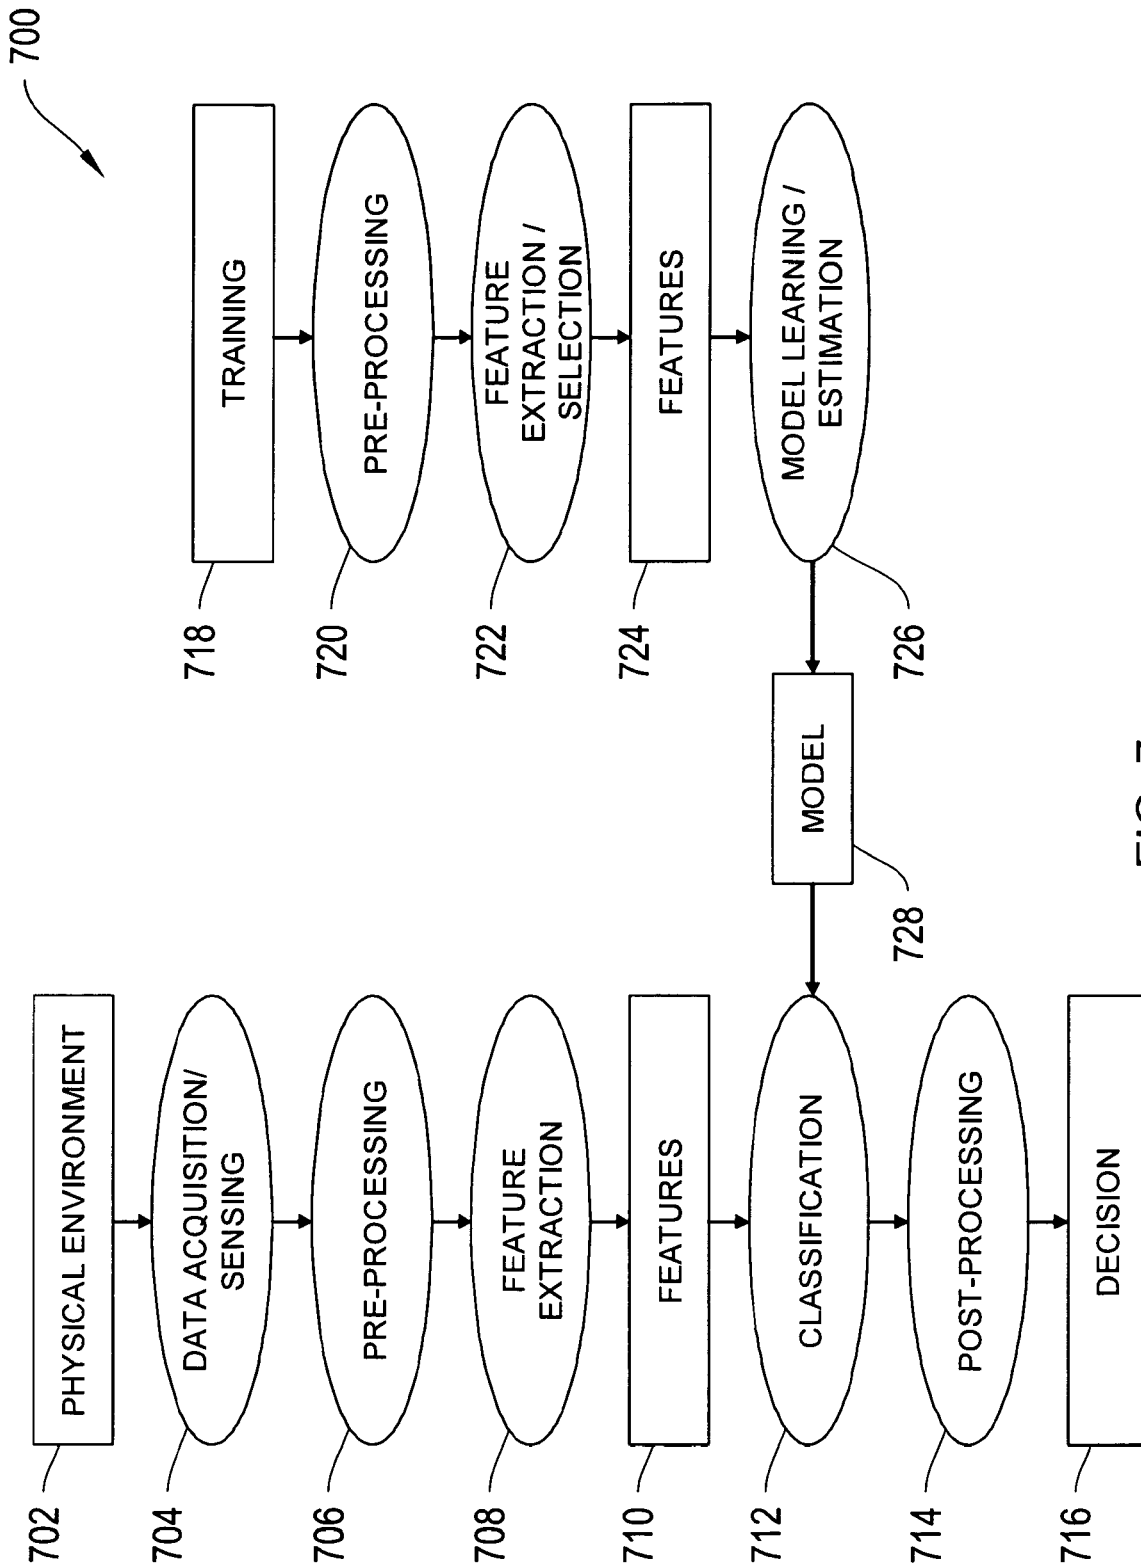 700
PHYSICAL ENVIRONMENT
702
DATA ACQUISITION/
SENSING
704
PRE-PROCESSING
706
FEATURE
EXTRACTION
708
FEATURES
710
CLASSIFICATION
712
POST-PROCESSING
714
DECISION
716
TRAINING
718
PRE-PROCESSING
720
FEATURE
EXTRACTION /
SELECTION
722
FEATURES
724
MODEL LEARNING /
ESTIMATION
726
MODEL
728